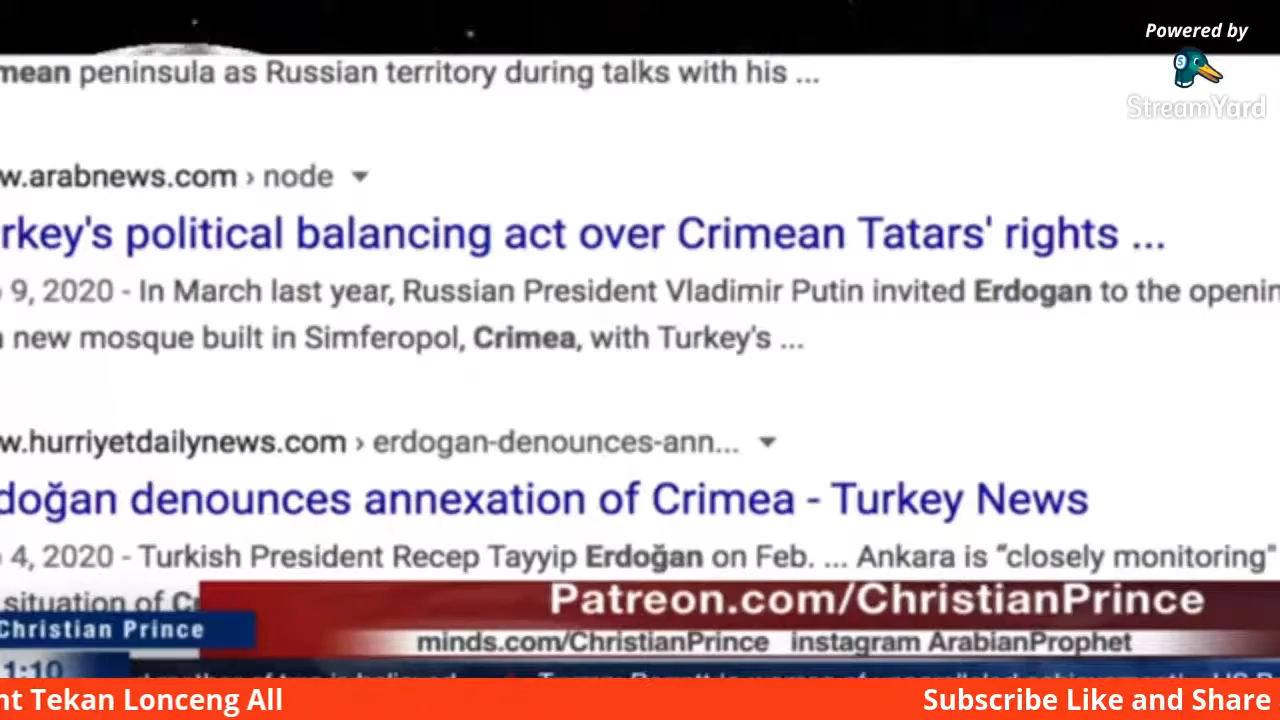 Powered by
StreamYard
mean peninsula as Russian territory during talks with his ...
w.arabnews.com › node
rkey's political balancing act over Crimean Tatars' rights ...
9, 2020 - In March last year, Russian President Vladimir Putin invited Erdogan to the openin
new mosque built in Simferopol, Crimea, with Turkey's ...
w.hurriyetdailynews.com › erdogan-denounces-ann...
doğan denounces annexation of Crimea - Turkey News
4, 2020 - Turkish President Recep Tayyip Erdoğan on Feb. ... Ankara is “closely monitoring"
situation of
Patreon.com/ChristianPrince
Christian Prince
minds.com/ChristianPrince instagram ArabianProphet
1:10
nt Tekan Lonceng All
Subscribe Like and Share